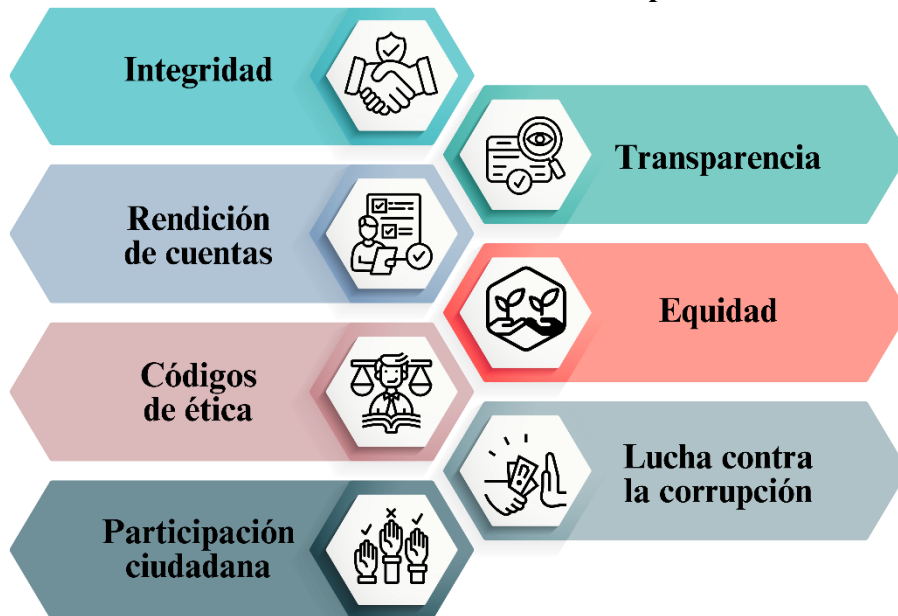 Integridad
Transparencia
Rendición
de cuentas
Equidad
Códigos
de ética
Lucha contra
la corrupción
Participación
ciudadana